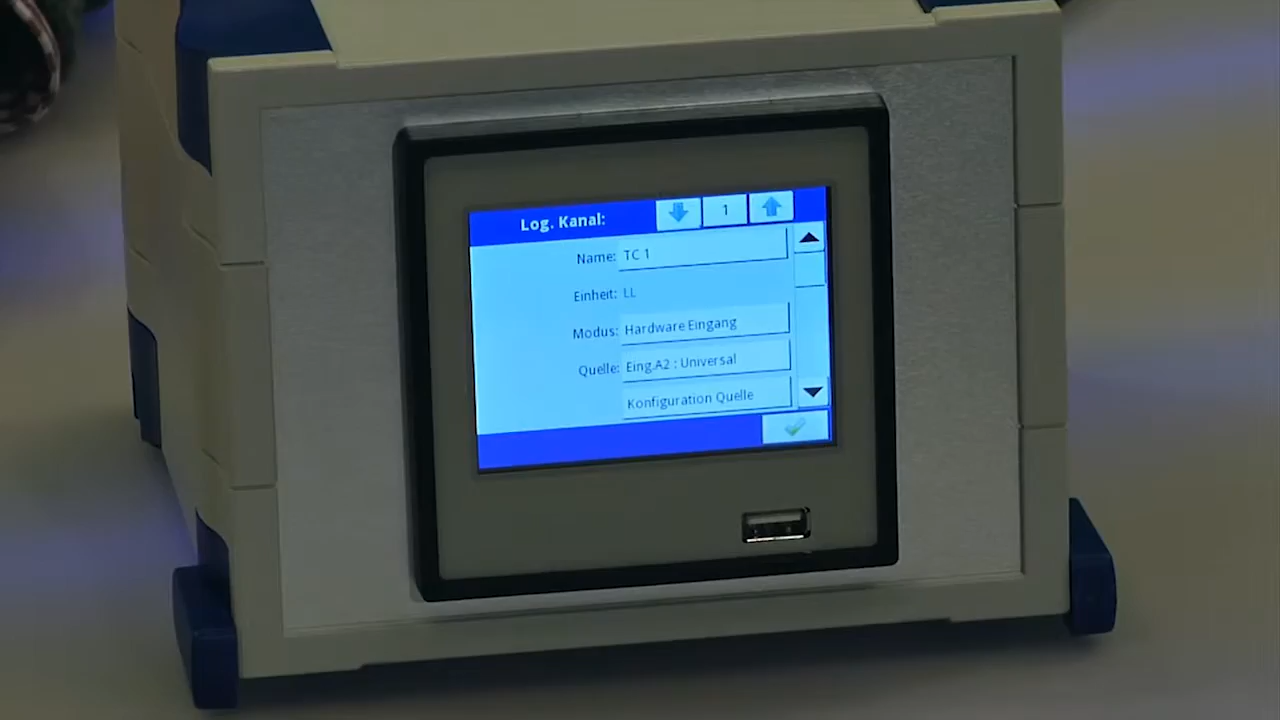 Log. Kanal: 1
Name: TC 1
Einheit: LL
Modus: Hardware Eingang
Quelle: Eing.A2 : Universal
Konfiguration Quelle